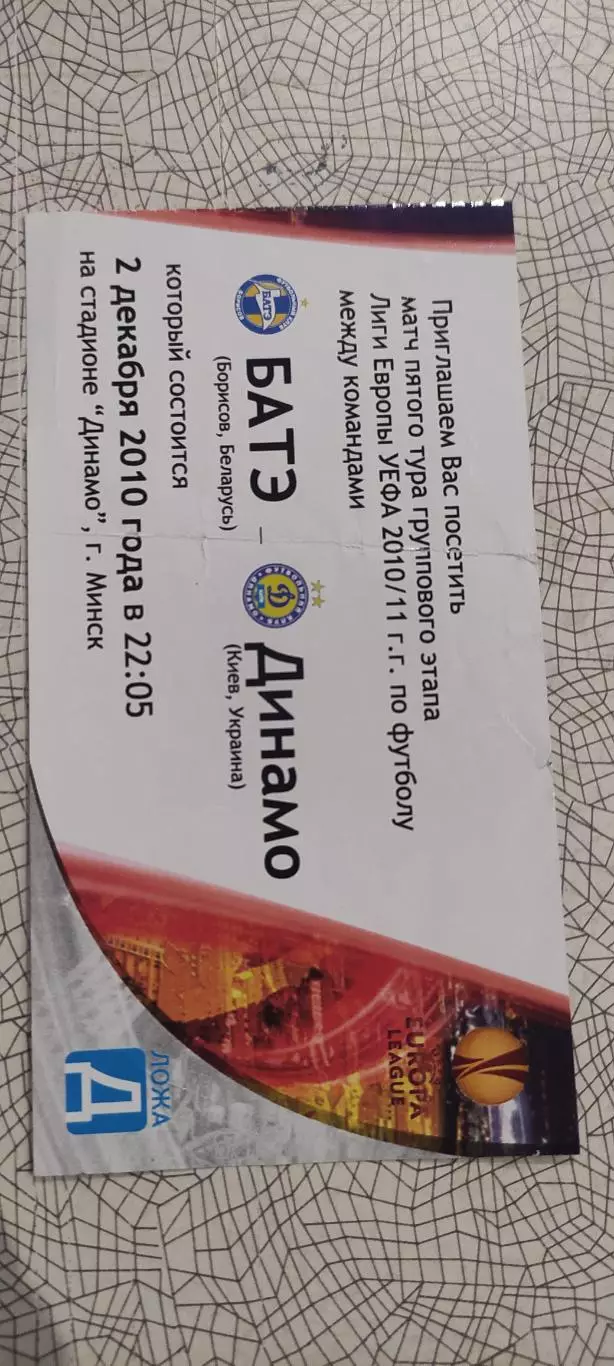 Приглашаем Вас посетить
матч пятого тура группового этапа
Лиги Европы УЕФА 2010/11 г.г. по футболу
между командами
БАТЭ – Динамо
(Борисов, Беларусь) (Киев, Украина)
который состоится
2 декабря 2010 года в 22:05
на стадионе "Динамо", г. Минск
EUROPA
LEAGUE
ЛОЖА
Д
БАТЭ